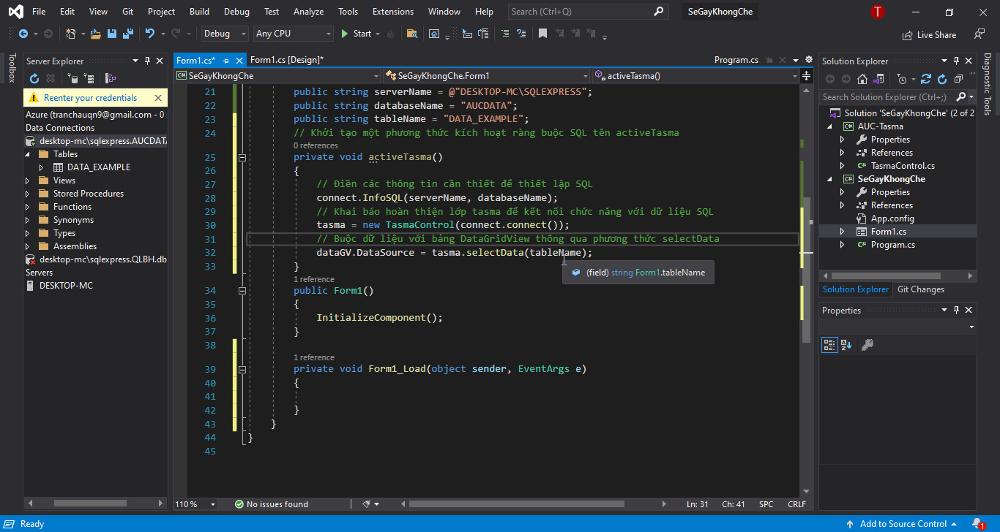 File Edit View Git Project Build Debug Test Analyze Tools Extensions Window Help Search (Ctrl+Q) SeGayKhongChe T
Debug Any CPU Start Live Share
Toolbox
Server Explorer
Reenter your credentials
Azure (tranchauqn9@gmail.com - 0
Data Connections
desktop-mc\sqlexpress.AUCDATA
Tables
DATA_EXAMPLE
Views
Stored Procedures
Functions
Synonyms
Types
Assemblies
desktop-mc\sqlexpress.QLBH.db
Servers
DESKTOP-MC
Form1.cs* Form1.cs [Design]* Program.cs
SeGayKhongChe SeGayKhongChe.Form1 activeTasma()
21 public string serverName = @"DESKTOP-MC\SQLEXPRESS";
22 public string databaseName = "AUCDATA";
23 public string tableName = "DATA_EXAMPLE";
24 // Khởi tạo một phương thức kích hoạt ràng buộc SQL tên activeTasma
0 references
25 private void activeTasma()
26 {
27 // Điền các thông tin cần thiết để thiết lập SQL
28 connect.InfoSQL(serverName, databaseName);
29 // Khai báo hoàn thiện lớp tasma để kết nối chức năng với dữ liệu SQL
30 tasma = new TasmaControl(connect.connect());
31 // Buộc dữ liệu với bảng DataGridView thông qua phương thức selectData
32 dataGV.DataSource = tasma.selectData(tableName);
33 }
(field) string Form1.tableName
1 reference
34 public Form1()
35 {
36 InitializeComponent();
37 }
38
1 reference
39 private void Form1_Load(object sender, EventArgs e)
40 {
41
42 }
43 }
44 }
45
110 % No issues found Ln: 31 Ch: 41 SPC CRLF
Solution Explorer
Search Solution Explorer (Ctrl+;)
Solution 'SeGayKhongChe' (2 of 2
AUC-Tasma
Properties
References
TasmaControl.cs
SeGayKhongChe
Properties
References
App.config
Form1.cs
Program.cs
Solution Explorer Git Changes
Properties
Diagnostic Tools
Ready Add to Source Control 1